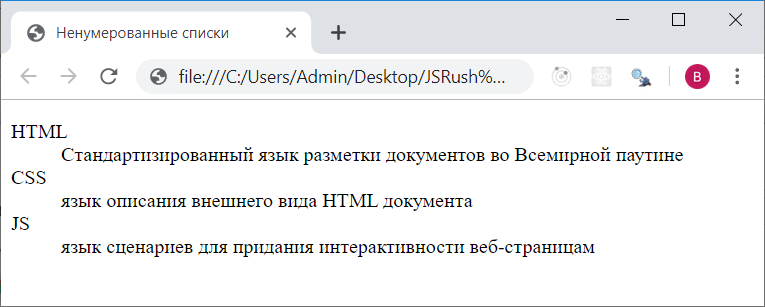 Ненумерованные списки
file:///C:/Users/Admin/Desktop/JSRush%...
B
HTML
Стандартизированный язык разметки документов во Всемирной паутине
CSS
язык описания внешнего вида HTML документа
JS
язык сценариев для придания интерактивности веб-страницам